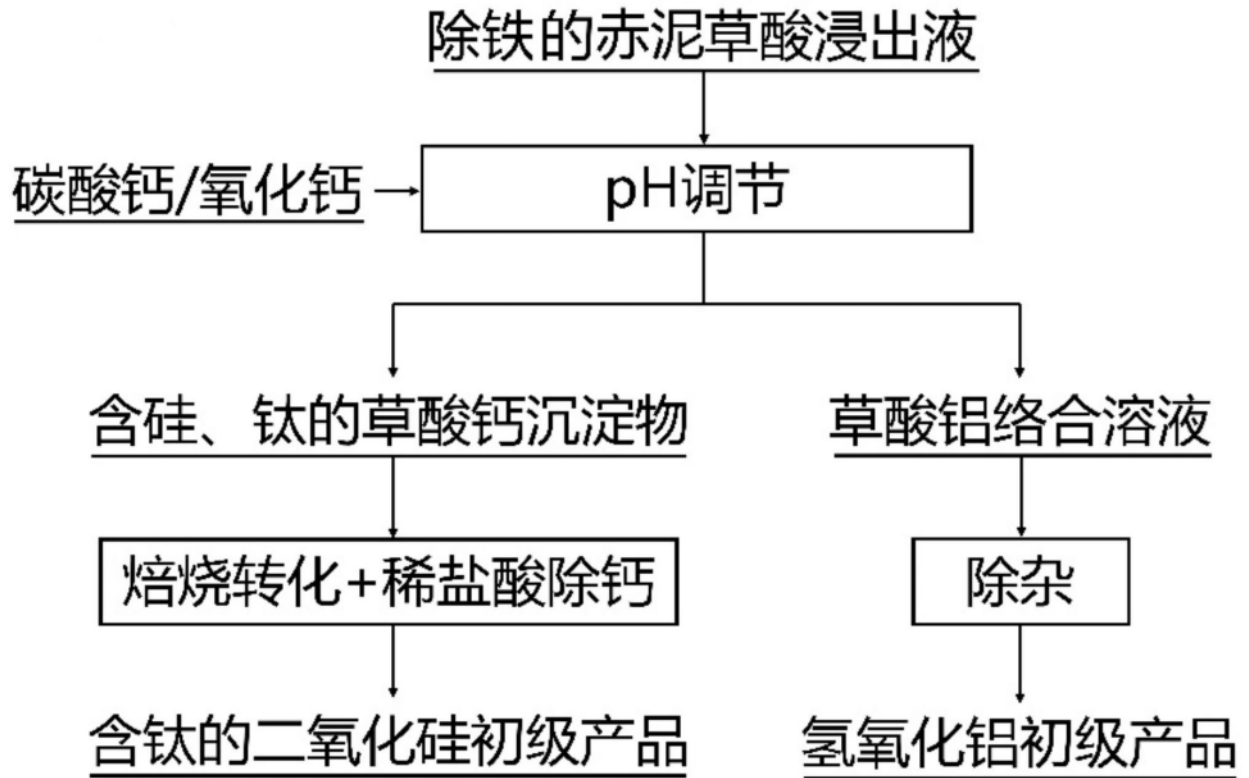 除铁的赤泥草酸浸出液
碳酸钙/氧化钙
pH调节
含硅、钛的草酸钙沉淀物
草酸铝络合溶液
焙烧转化+稀盐酸除钙
除杂
含钛的二氧化硅初级产品
氢氧化铝初级产品